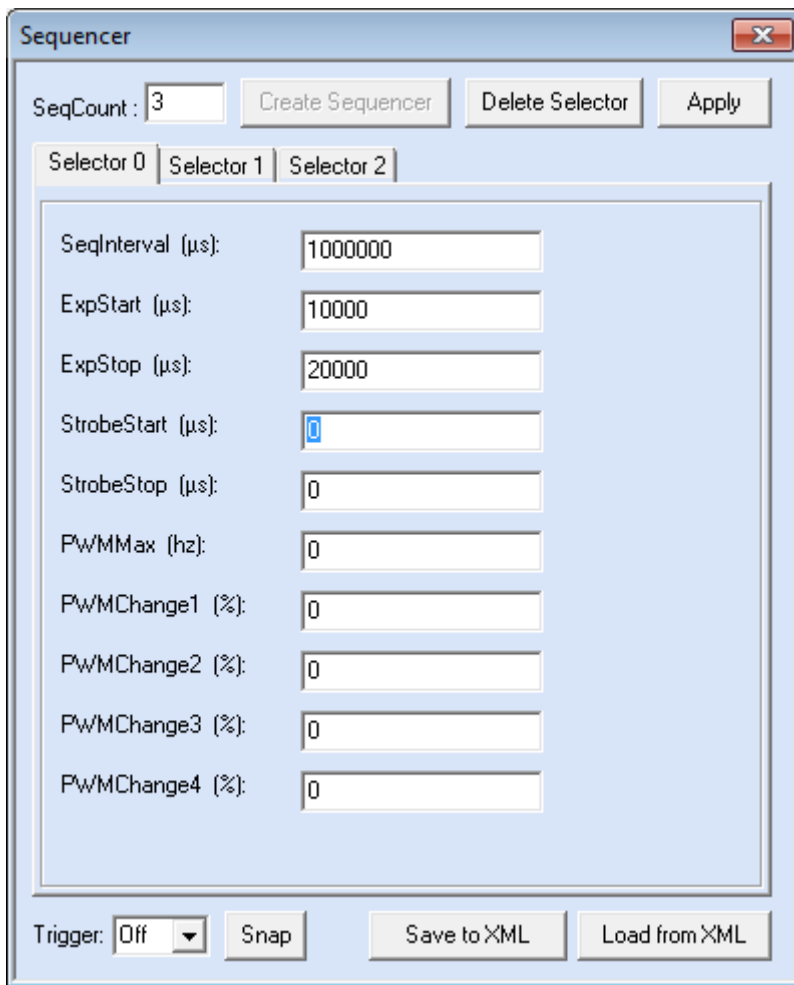 Sequencer
SeqCount : 3 Create Sequencer Delete Selector Apply
Selector 0 Selector 1 Selector 2
SeqInterval (µs): 1000000
ExpStart (µs): 10000
ExpStop (µs): 20000
StrobeStart (µs): 0
StrobeStop (µs): 0
PWMMax (hz): 0
PWMChange1 (%): 0
PWMChange2 (%): 0
PWMChange3 (%): 0
PWMChange4 (%): 0
Trigger: Off Snap Save to XML Load from XML